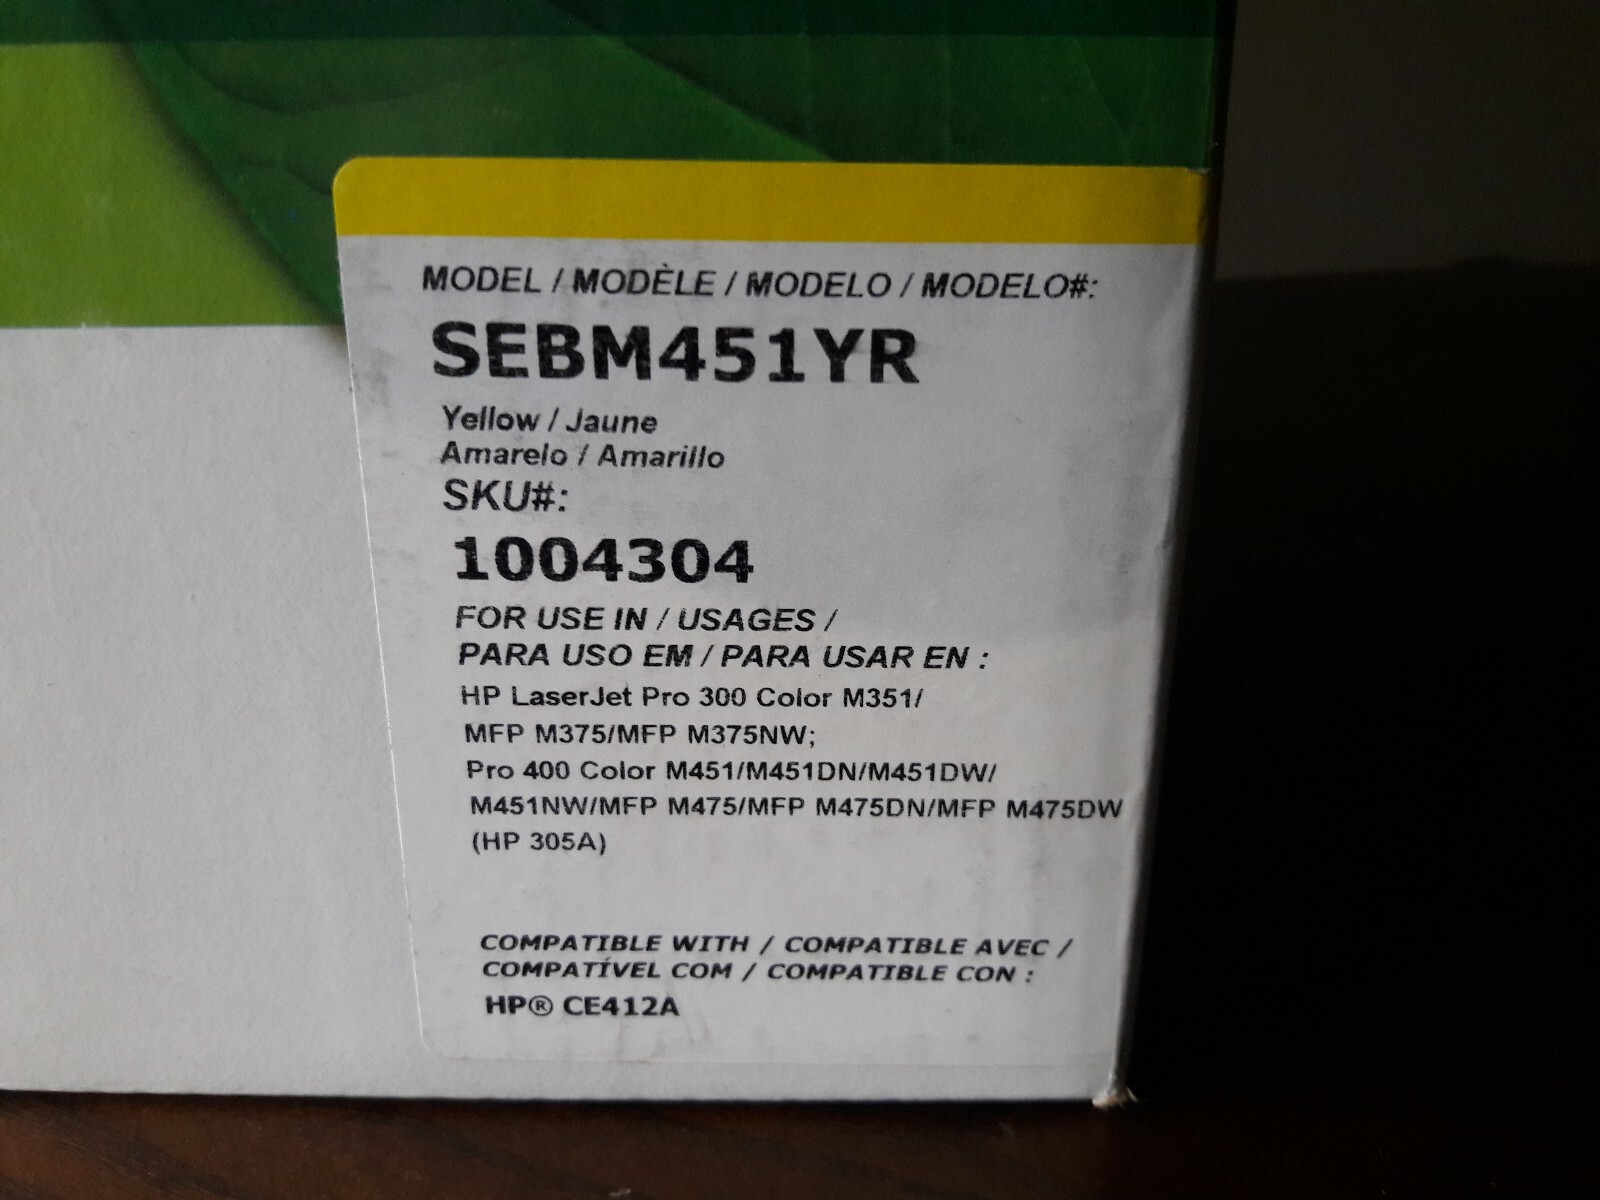 MODEL / MODÈLE / MODELO / MODELO#:
SEBM451YR
Yellow / Jaune
Amarelo / Amarillo
SKU#:
1004304
FOR USE IN / USAGES /
PARA USO EM / PARA USAR EN :
HP LaserJet Pro 300 Color M351/
MFP M375/MFP M375NW;
Pro 400 Color M451/M451DN/M451DW/
M451NW/MFP M475/MFP M475DN/MFP M475DW
(HP 305A)
COMPATIBLE WITH / COMPATIBLE AVEC /
COMPATÍVEL COM / COMPATIBLE CON :
HP® CE412A